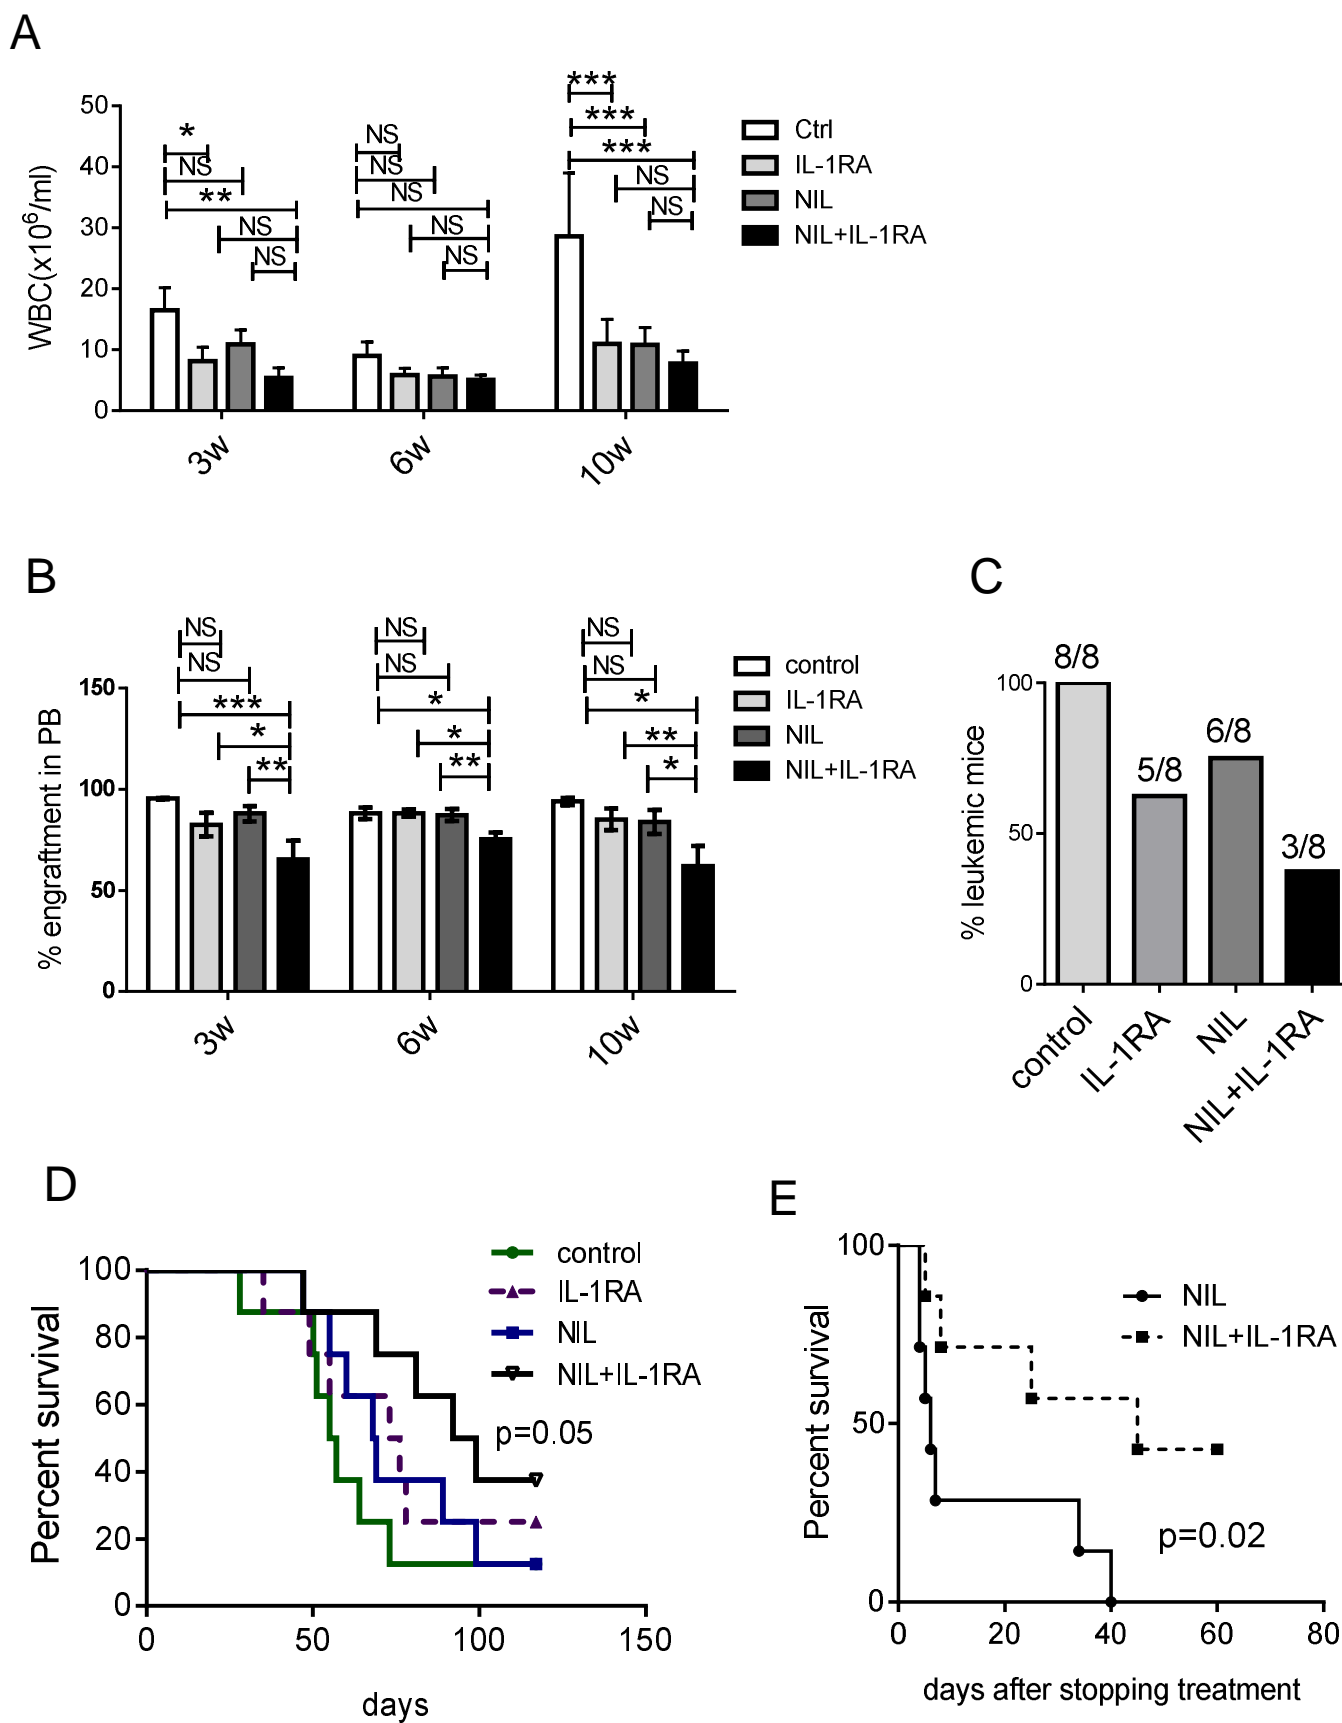 A
50
40
30
20
10
0
WBC(x10⁶/ml)
*
NS
**
NS
NS
NS
NS
NS
NS
NS
***
***
***
NS
NS
3w
6w
10w
Ctrl
IL-1RA
NIL
NIL+IL-1RA
B
150
100
50
0
% engraftment in PB
NS
NS
***
*
**
NS
NS
*
*
**
NS
NS
*
**
*
3w
6w
10w
control
IL-1RA
NIL
NIL+IL-1RA
C
100
50
0
% leukemic mice
8/8
5/8
6/8
3/8
control
IL-1RA
NIL
NIL+IL-1RA
D
100
80
60
40
20
0
Percent survival
0
50
100
150
days
control
IL-1RA
NIL
NIL+IL-1RA
p=0.05
E
100
50
0
Percent survival
NIL
NIL+IL-1RA
p=0.02
0
20
40
60
80
days after stopping treatment